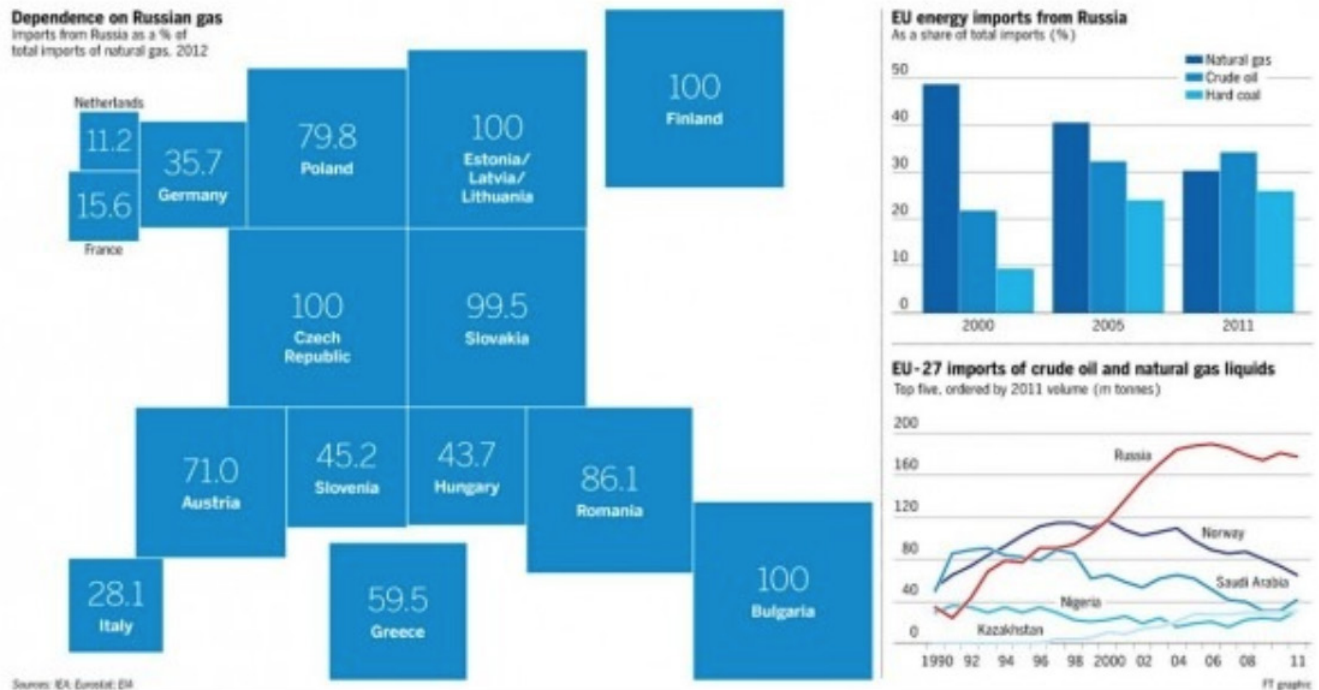 Dependence on Russian gas
Imports from Russia as a % of
total imports of natural gas, 2012
Netherlands
11.2
15.6
France
35.7
Germany
79.8
Poland
100
Estonia/
Latvia/
Lithuania
100
Finland
100
Czech
Republic
99.5
Slovakia
71.0
Austria
45.2
Slovenia
43.7
Hungary
86.1
Romania
28.1
Italy
59.5
Greece
100
Bulgaria
Sources: IEA; Eurostat; EIA
EU energy imports from Russia
As a share of total imports (%)
Natural gas
Crude oil
Hard coal
50
40
30
20
10
0
2000 2005 2011
EU-27 imports of crude oil and natural gas liquids
Top five, ordered by 2011 volume (m tonnes)
200
160
120
80
40
0
Russia
Norway
Saudi Arabia
Nigeria
Kazakhstan
1990 92 94 96 98 2000 02 04 06 08 11
FT graphic